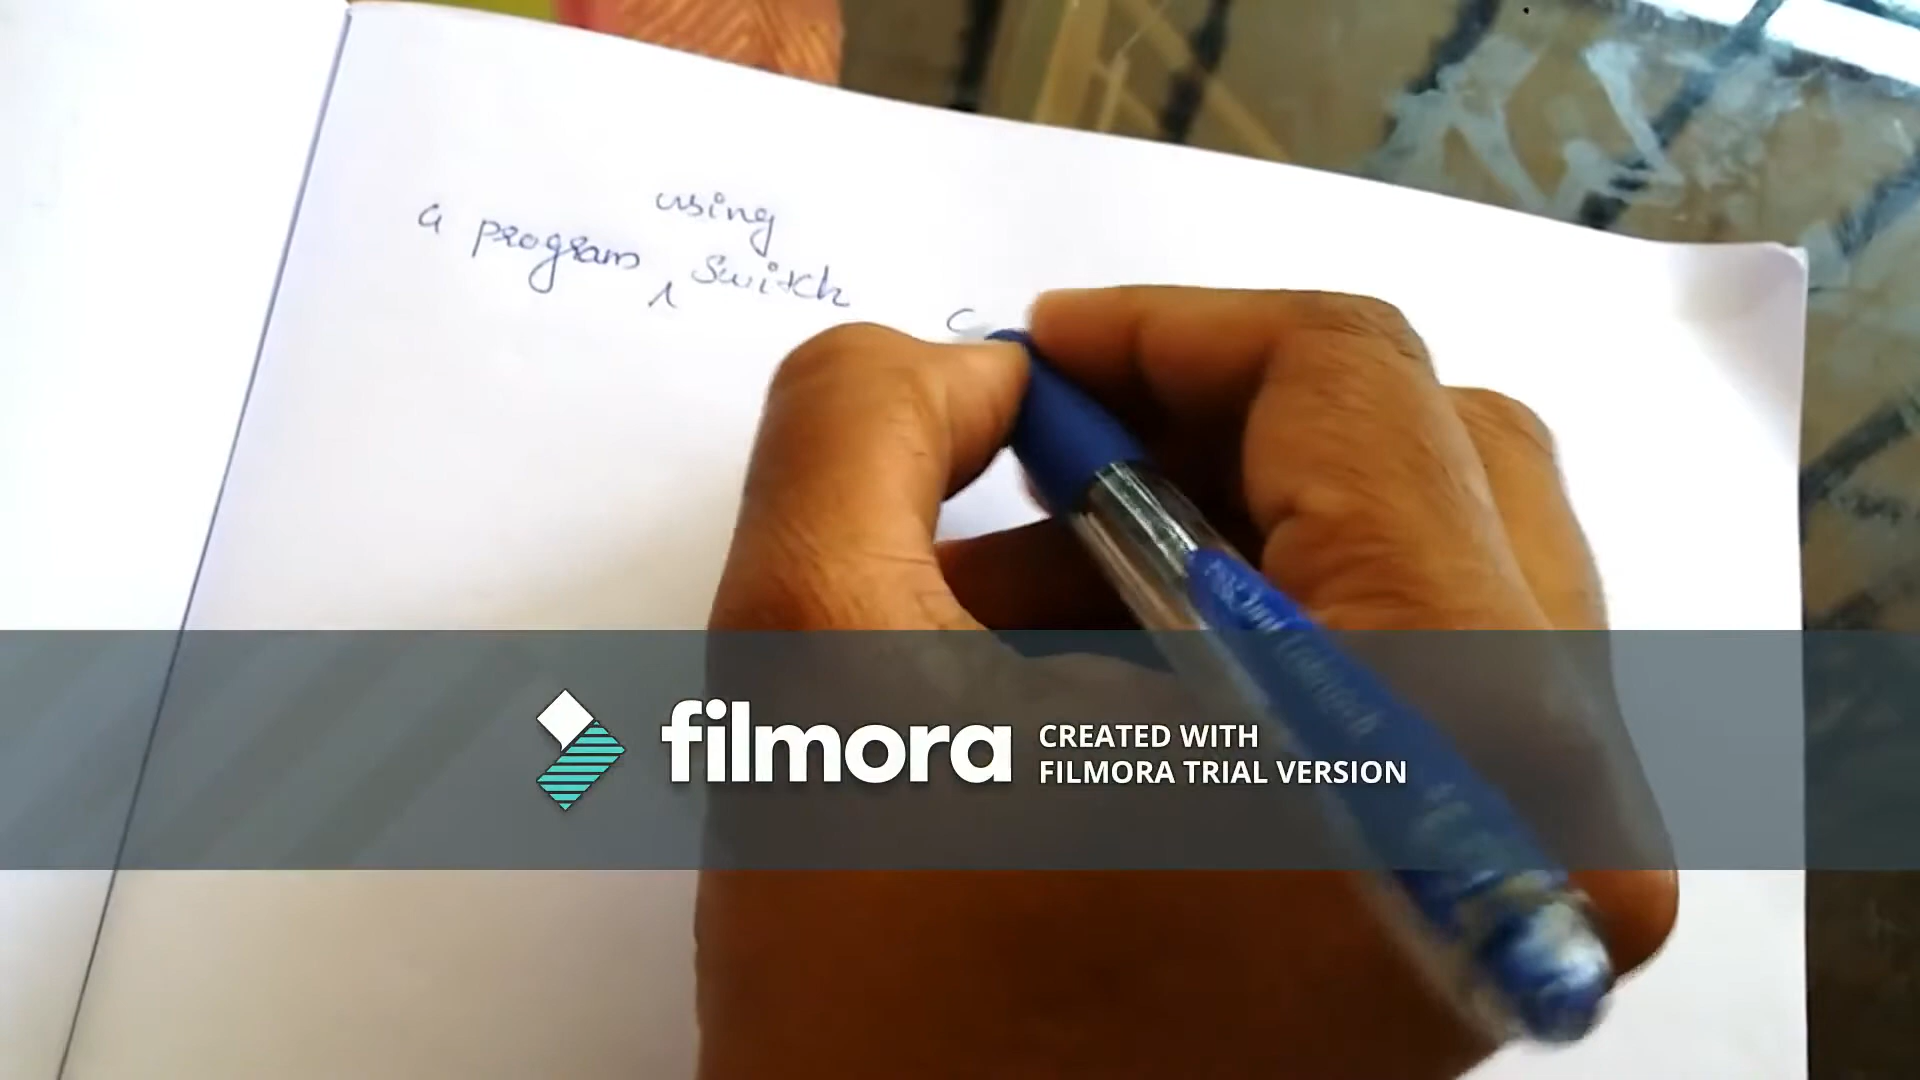 using
a program ʌ Switch c
filmora
CREATED WITH
FILMORA TRIAL VERSION